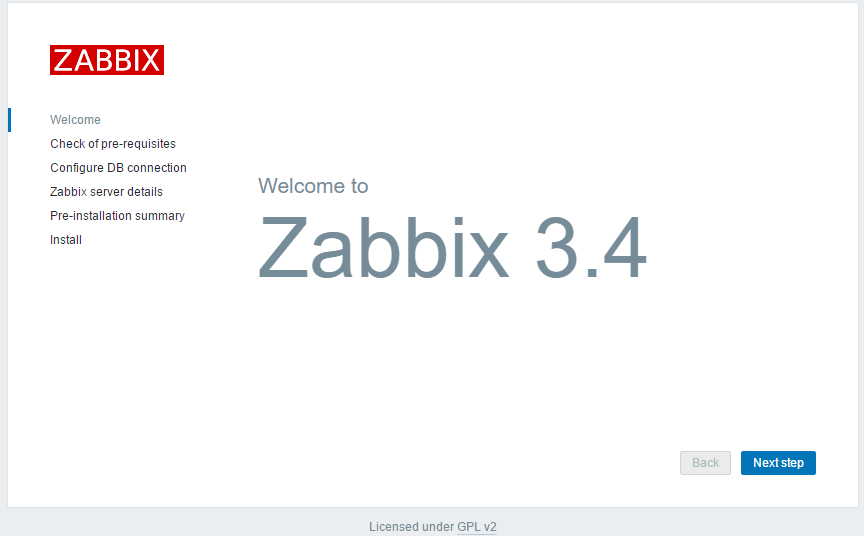 ZABBIX
Welcome
Check of pre-requisites
Configure DB connection
Zabbix server details
Pre-installation summary
Install
Welcome to
Zabbix 3.4
Back
Next step
Licensed under GPL v2